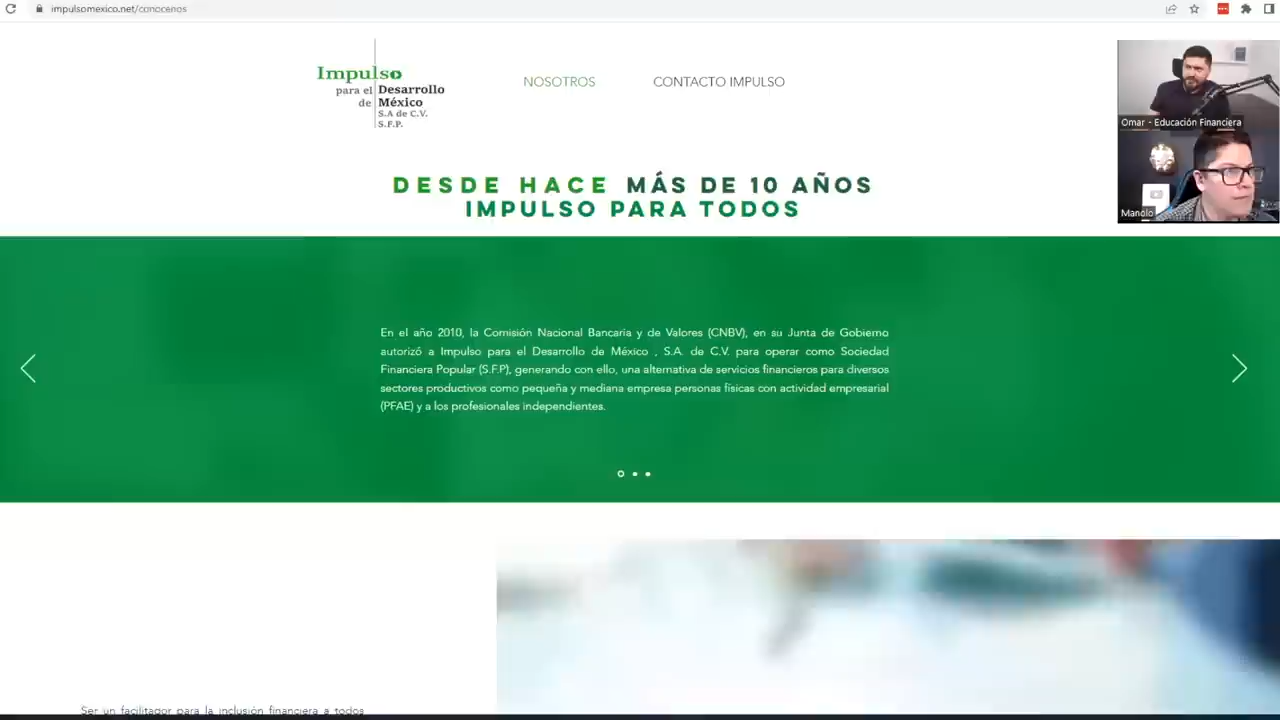 impulsomexico.net/conocenos
Impulso
para el Desarrollo
de México
S.A de C.V.
S.F.P.
NOSOTROS
CONTACTO IMPULSO
Omar - Educación Financiera
Manolo
DESDE HACE MÁS DE 10 AÑOS
IMPULSO PARA TODOS
En el año 2010, la Comisión Nacional Bancaria y de Valores (CNBV), en su Junta de Gobierno
autorizó a Impulso para el Desarrollo de México , S.A. de C.V. para operar como Sociedad
Financiera Popular (S.F.P), generando con ello, una alternativa de servicios financieros para diversos
sectores productivos como pequeña y mediana empresa personas físicas con actividad empresarial
(PFAE) y a los profesionales independientes.
Ser un facilitador para la inclusión financiera a todos